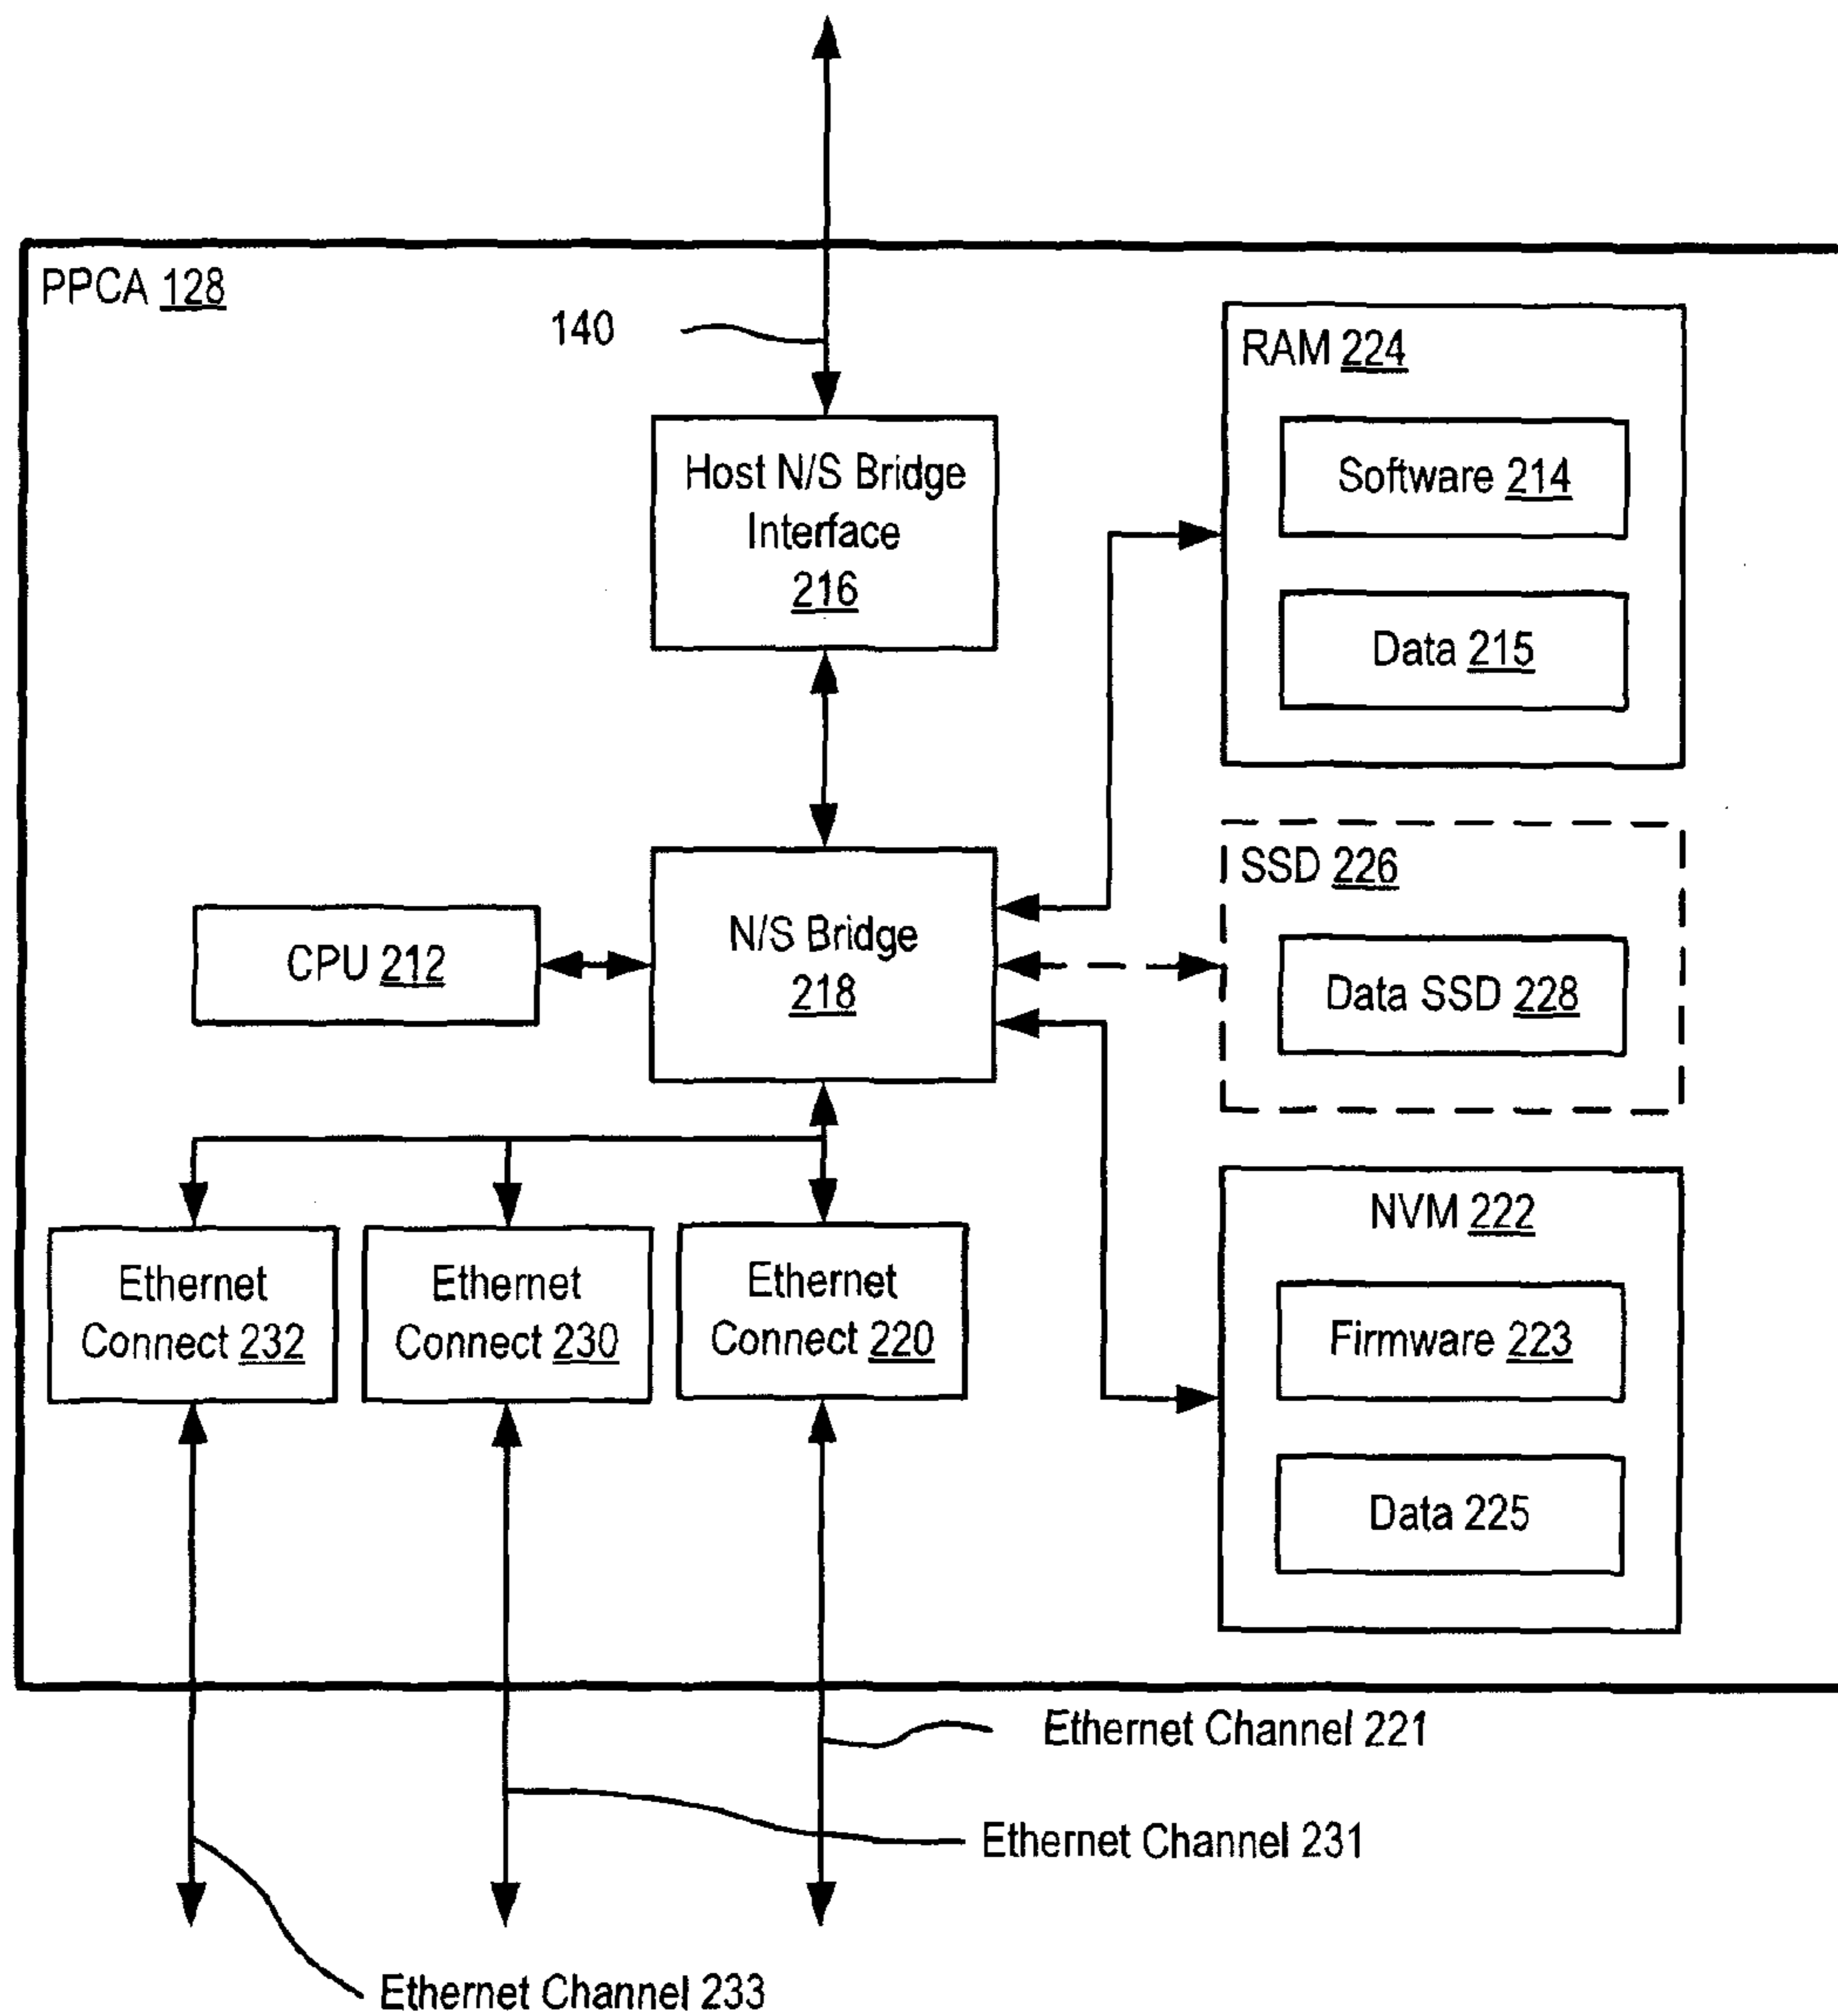 PPCA 128
140
Host N/S Bridge
Interface
216
RAM 224
Software 214
Data 215
N/S Bridge
218
CPU 212
SSD 226
Data SSD 228
Ethernet
Connect 232
Ethernet
Connect 230
Ethernet
Connect 220
NVM 222
Firmware 223
Data 225
Ethernet Channel 221
Ethernet Channel 231
Ethernet Channel 233